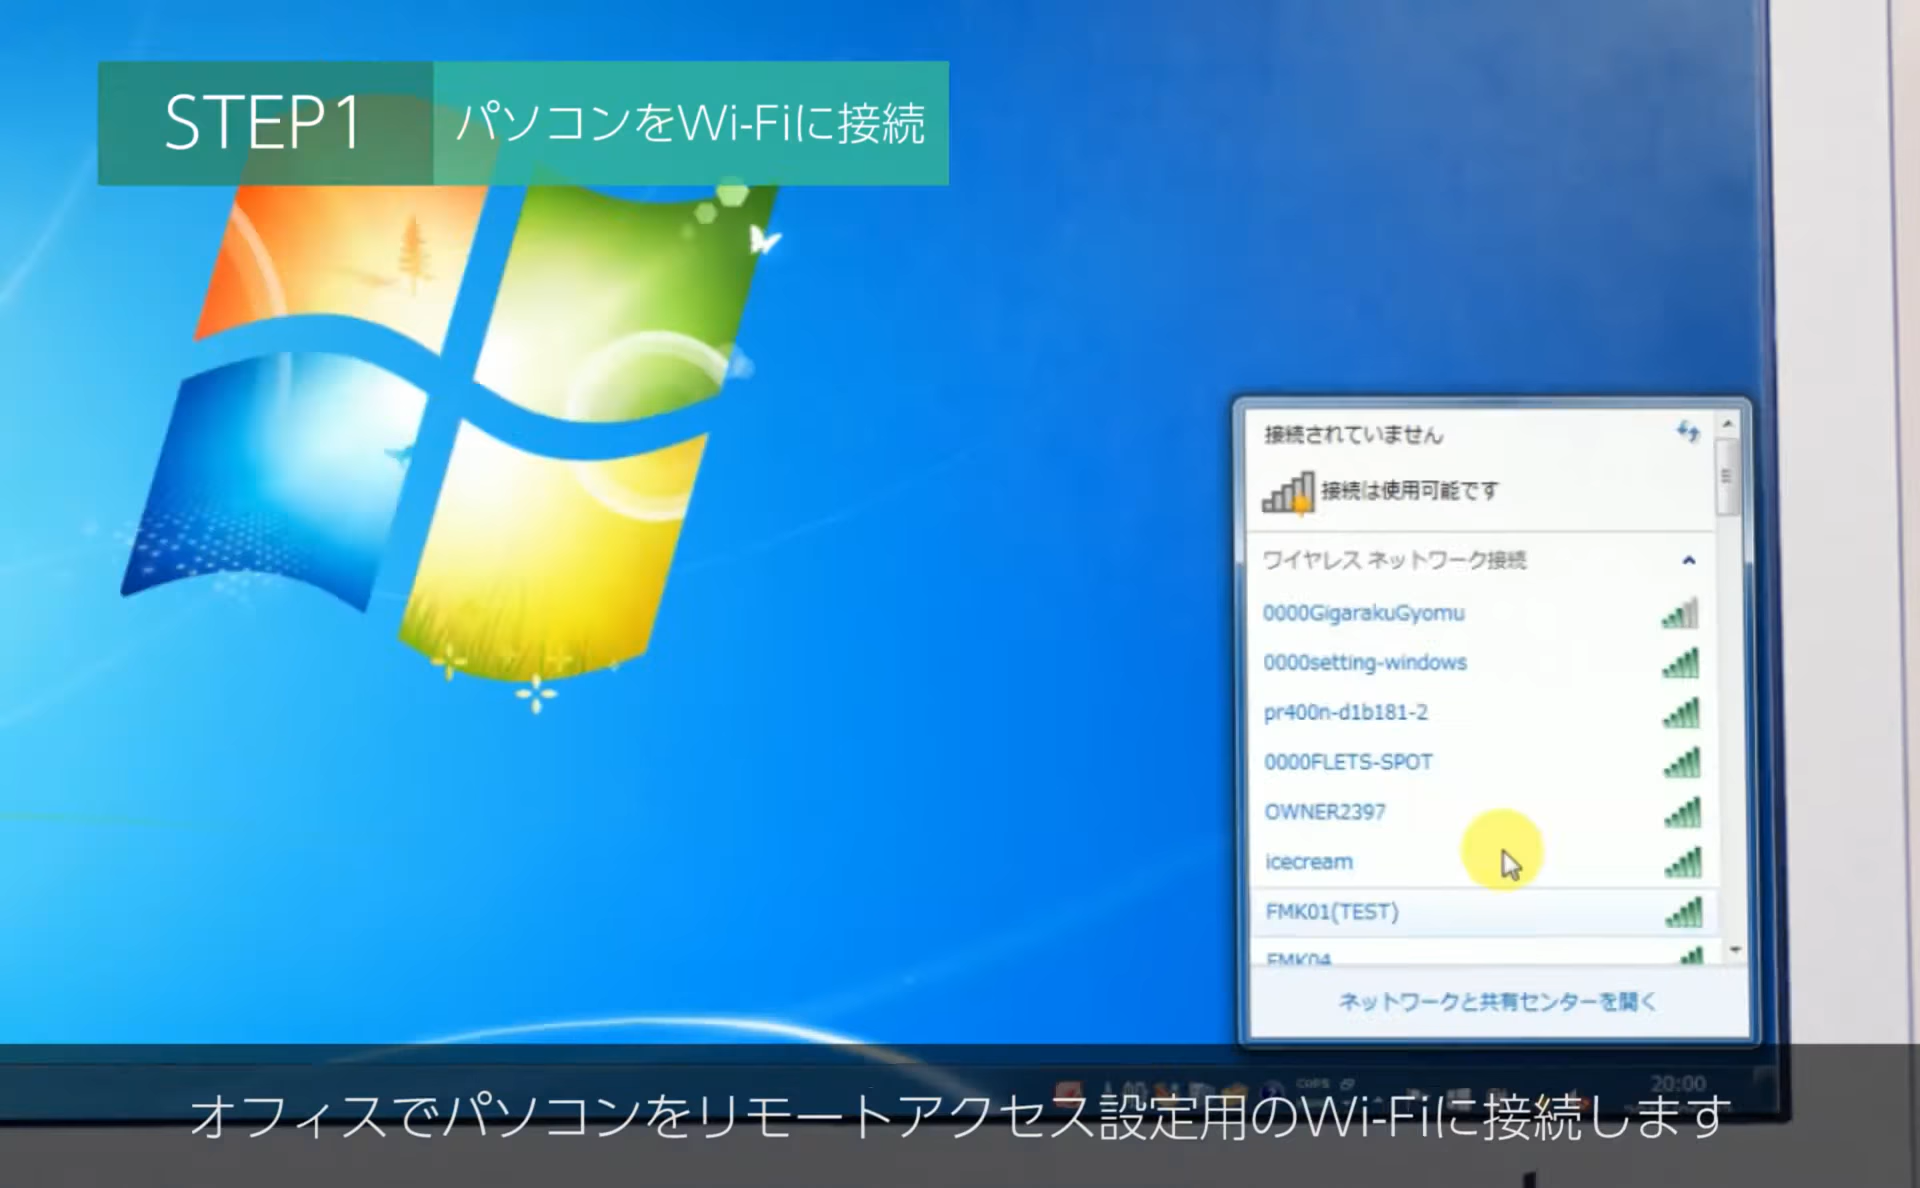 STEP1 パソコンをWi-Fiに接続
接続されていません
接続は使用可能です
ワイヤレス ネットワーク接続
0000GigarakuGyomu
0000setting-windows
pr400n-d1b181-2
0000FLETS-SPOT
OWNER2397
icecream
FMK01(TEST)
FMK04
ネットワークと共有センターを開く
CAPS
20:00
オフィスでパソコンをリモートアクセス設定用のWi-Fiに接続します